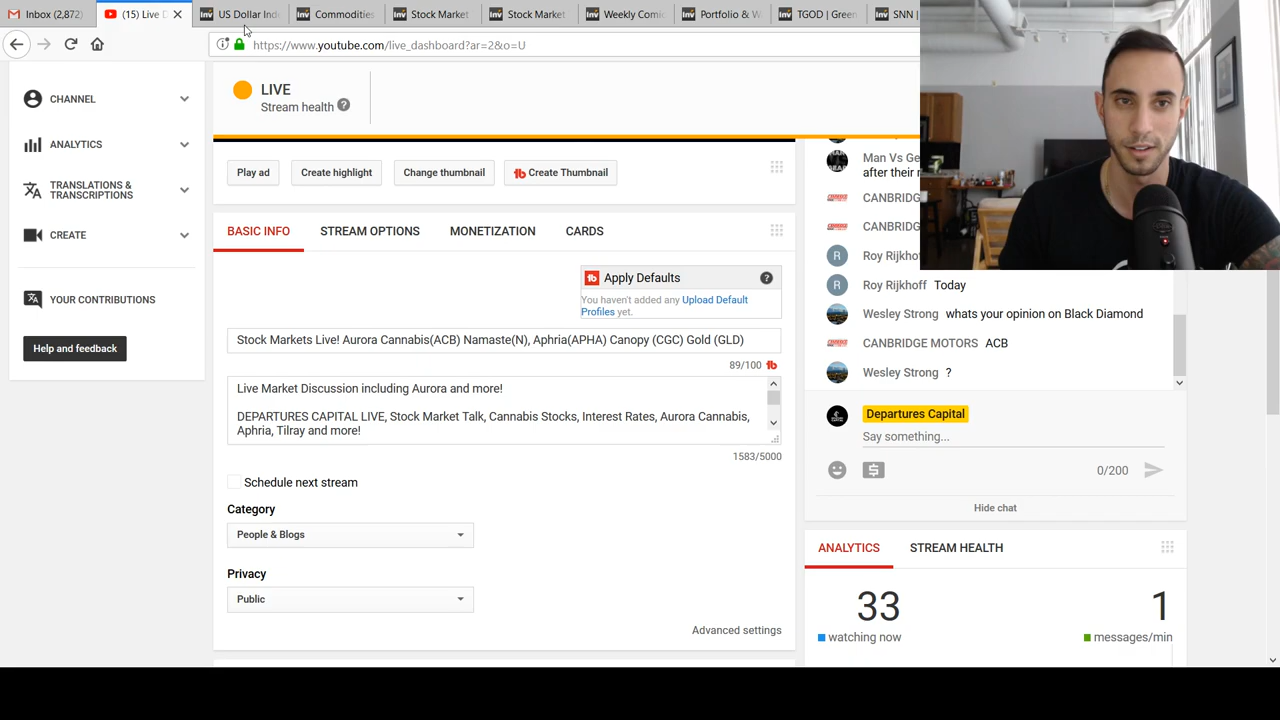 Inbox (2,872)
(15) Live D
US Dollar Ind
Commodities
Stock Market
Stock Market
Weekly Comi
Portfolio & W
TGOD | Green
SNN |
https://www.youtube.com/live_dashboard?ar=2&o=U
CHANNEL
ANALYTICS
TRANSLATIONS &
TRANSCRIPTIONS
CREATE
YOUR CONTRIBUTIONS
Help and feedback
LIVE
Stream health
Play ad
Create highlight
Change thumbnail
Create Thumbnail
BASIC INFO
STREAM OPTIONS
MONETIZATION
CARDS
Apply Defaults
You haven't added any Upload Default
Profiles yet.
Stock Markets Live! Aurora Cannabis(ACB) Namaste(N), Aphria(APHA) Canopy (CGC) Gold (GLD)
89/100
Live Market Discussion including Aurora and more!
DEPARTURES CAPITAL LIVE, Stock Market Talk, Cannabis Stocks, Interest Rates, Aurora Cannabis,
Aphria, Tilray and more!
1583/5000
Schedule next stream
Category
People & Blogs
Privacy
Public
Advanced settings
Man Vs Ge
after their r
CANBRIDG
CANBRIDG
Roy Rijkho
Roy Rijkhoff Today
Wesley Strong whats your opinion on Black Diamond
CANBRIDGE MOTORS ACB
Wesley Strong ?
Departures Capital
Say something...
0/200
Hide chat
ANALYTICS
STREAM HEALTH
33
watching now
1
messages/min